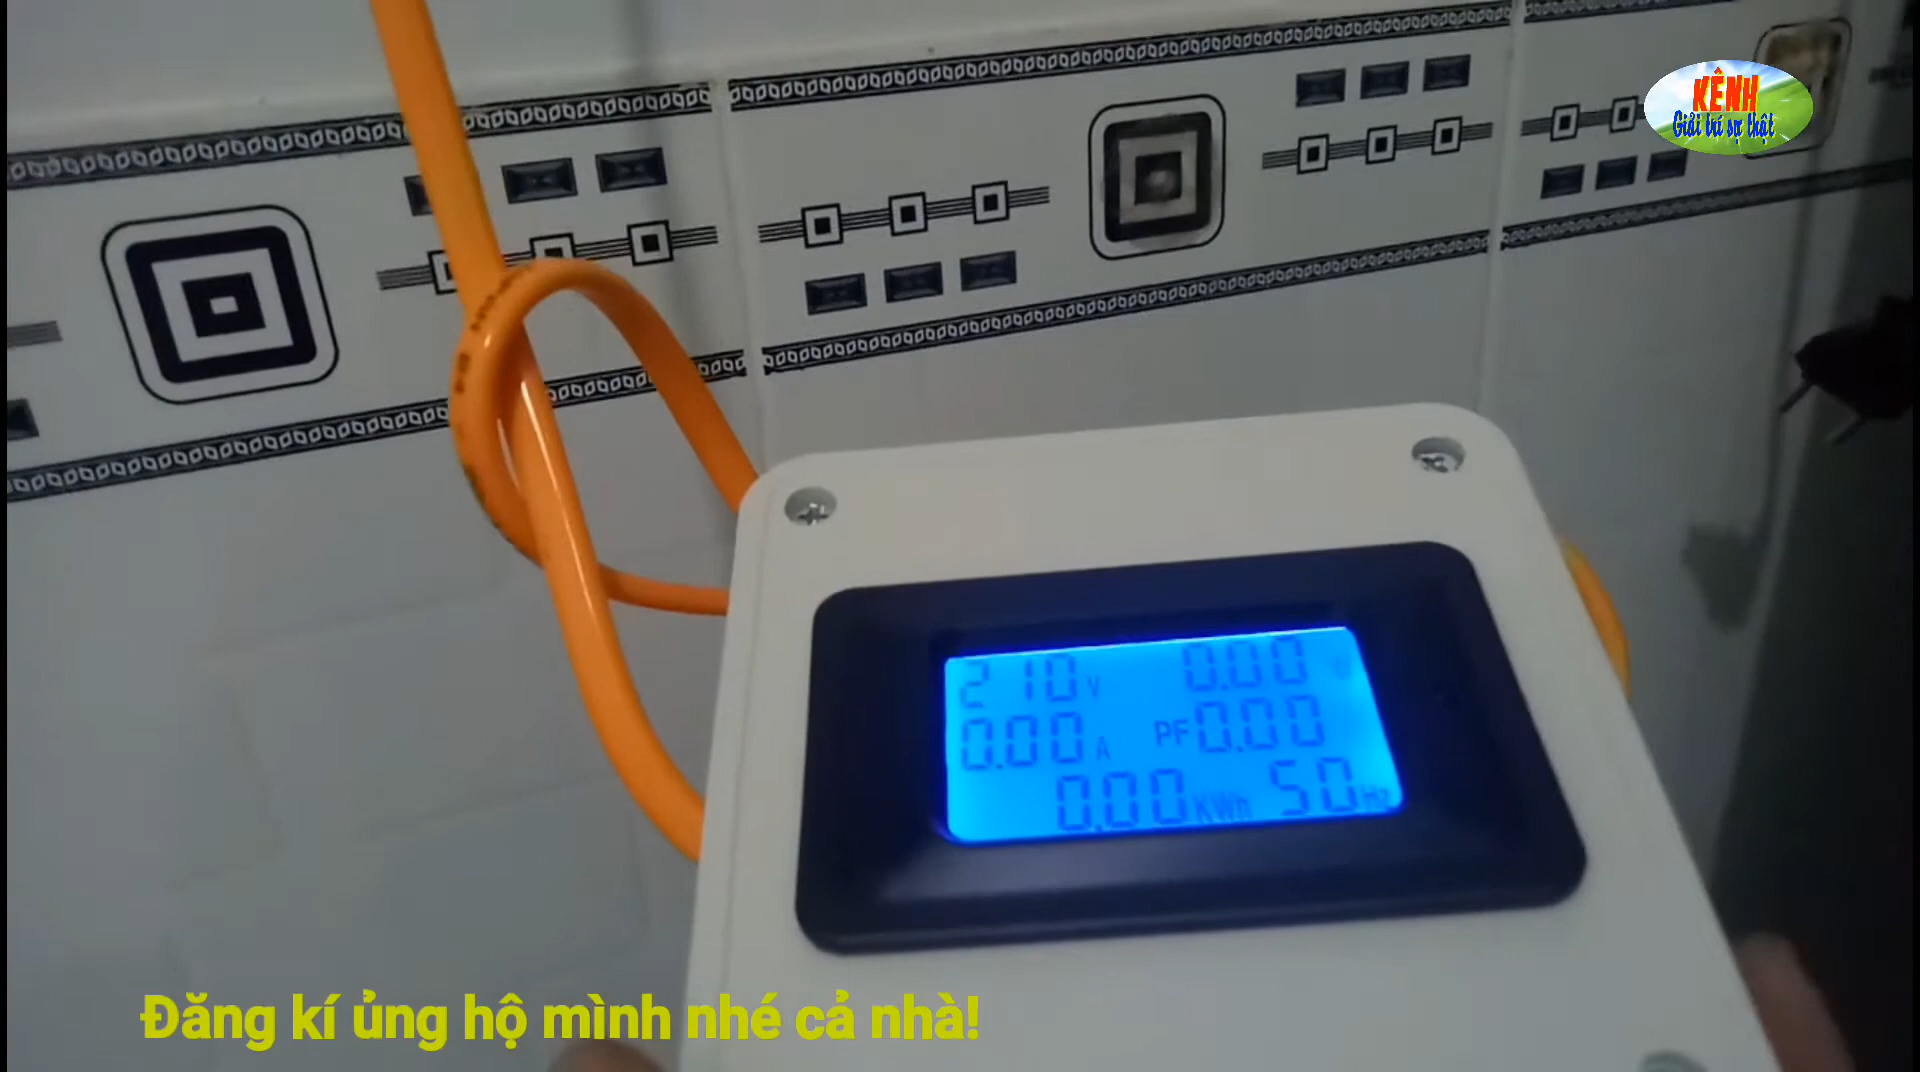 KÊNH
Giải trí sự thật
210 V 0.00
0.00 A PF 0.00
0.00 KWh 50 Hz
Đăng kí ủng hộ mình nhé cả nhà!